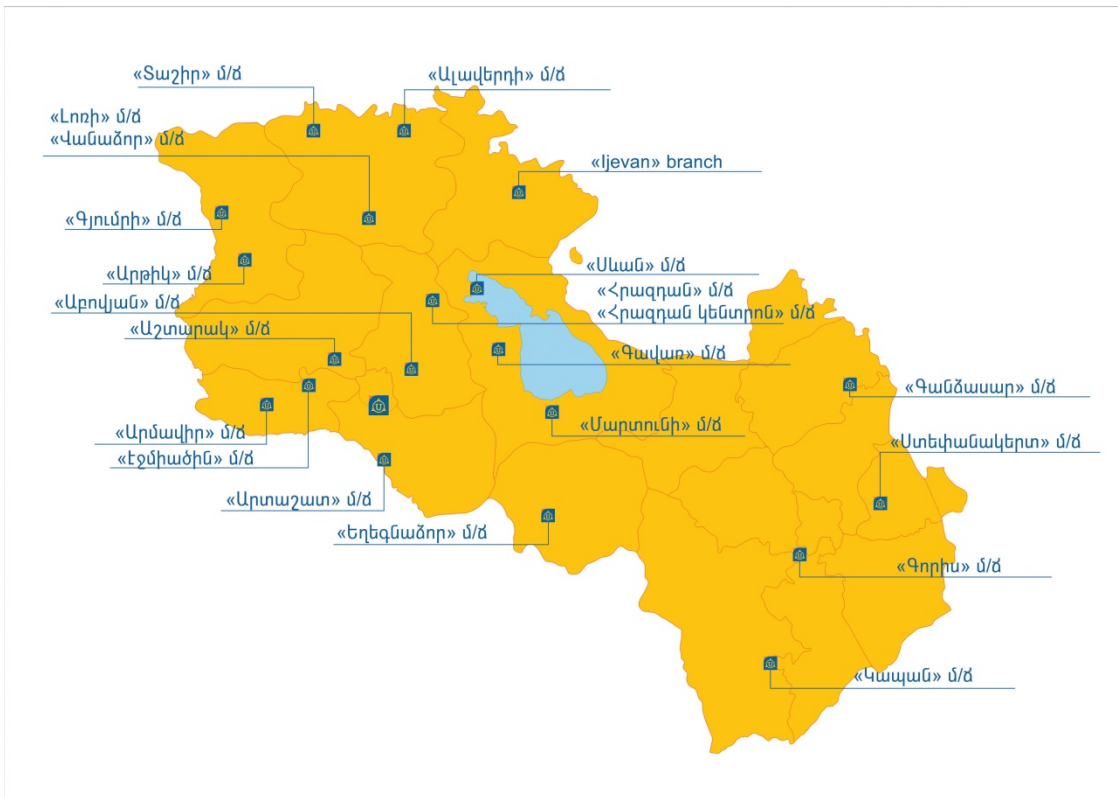 «Տաշիր» մ/ճ
«Ալավերդի» մ/ճ
«Լոռի» մ/ճ
«Վանաձոր» մ/ճ
«Ijevan» branch
«Գյումրի» մ/ճ
«Արթիկ» մ/ճ
«Սևան» մ/ճ
«Հրազդան» մ/ճ
«Հրազդան կենտրոն» մ/ճ
«Աբովյան» մ/ճ
«Աշտարակ» մ/ճ
«Գավառ» մ/ճ
«Գանձասար» մ/ճ
«Մարտունի» մ/ճ
«Արմավիր» մ/ճ
«Էջմիածին» մ/ճ
«Ստեփանակերտ» մ/ճ
«Արտաշատ» մ/ճ
«Եղեգնաձոր» մ/ճ
«Գորիս» մ/ճ
«Կապան» մ/ճ